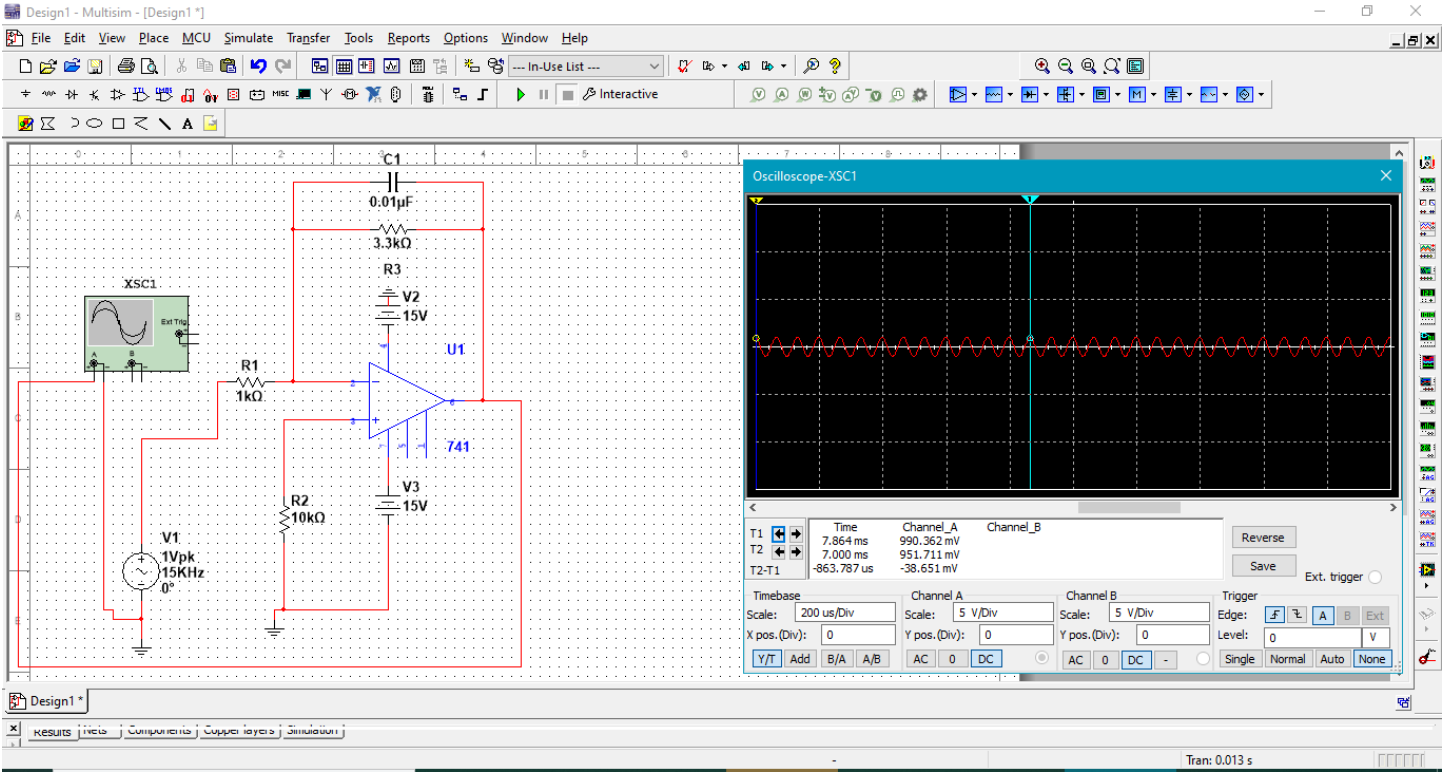 Design1 - Multisim - [Design1 *]
File Edit View Place MCU Simulate Transfer Tools Reports Options Window Help
--- In-Use List ---
MISC
Interactive
A
C1
0.01µF
3.3kΩ
R3
XSC1
Ext Trig
A
B
V2
15V
U1
R1
1kΩ
2
3
6
741
V3
15V
R2
10kΩ
V1
1Vpk
15KHz
0°
Oscilloscope-XSC1
T1
T2
T2-T1
Time Channel_A Channel_B
7.864 ms 990.362 mV
7.000 ms 951.711 mV
-863.787 us -38.651 mV
Reverse
Save
Ext. trigger
Timebase
Scale: 200 us/Div
X pos.(Div): 0
Y/T Add B/A A/B
Channel A
Scale: 5 V/Div
Y pos.(Div): 0
AC 0 DC
Channel B
Scale: 5 V/Div
Y pos.(Div): 0
AC 0 DC -
Trigger
Edge: A B Ext
Level: 0 V
Single Normal Auto None
Design1 *
Results Nets Components Copper layers Simulation
-
Tran: 0.013 s